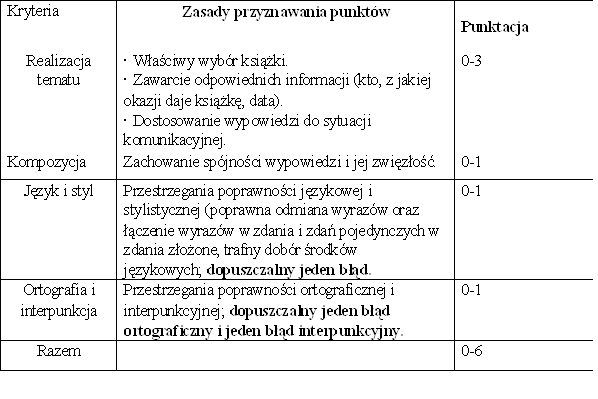 Kryteria Zasady przyznawania punktów
Punktacja
Realizacja · Właściwy wybór książki. 0-3
tematu · Zawarcie odpowiednich informacji (kto, z jakiej
okazji daje książkę, data).
· Dostosowanie wypowiedzi do sytuacji
komunikacyjnej.
Kompozycja Zachowanie spójności wypowiedzi i jej zwięzłość 0-1
Język i styl Przestrzegania poprawności językowej i 0-1
stylistycznej (poprawna odmiana wyrazów oraz
łączenie wyrazów w zdania i zdań pojedynczych w
zdania złożone, trafny dobór środków
językowych; dopuszczalny jeden błąd.
Ortografia i Przestrzegania poprawności ortograficznej i 0-1
interpunkcja interpunkcyjnej; dopuszczalny jeden błąd
ortograficzny i jeden błąd interpunkcyjny.
Razem 0-6